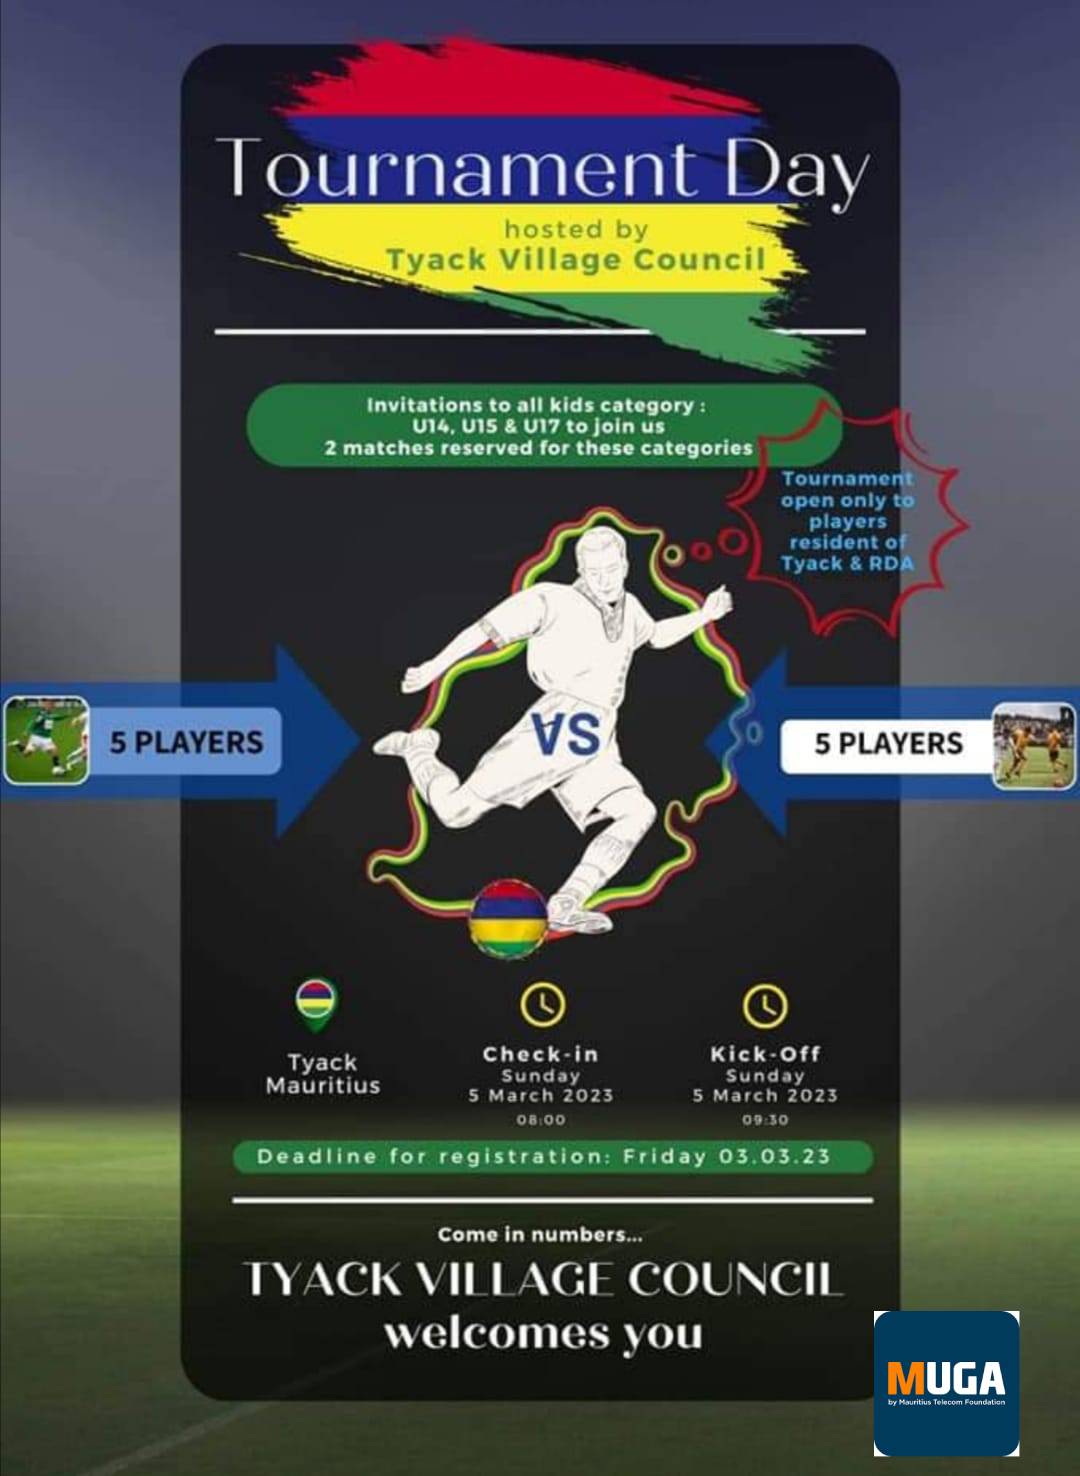 Tournament Day
hosted by
Tyack Village Council
Invitations to all kids category :
U14, U15 & U17 to join us
2 matches reserved for these categories
Tournament
open only to
players
resident of
Tyack & RDA
5 PLAYERS
VS
5 PLAYERS
Tyack
Mauritius
Check-in
Sunday
5 March 2023
08:00
Kick-Off
Sunday
5 March 2023
09:30
Deadline for registration: Friday 03.03.23
Come in numbers...
TYACK VILLAGE COUNCIL
welcomes you
MUGA
by Mauritius Telecom Foundation